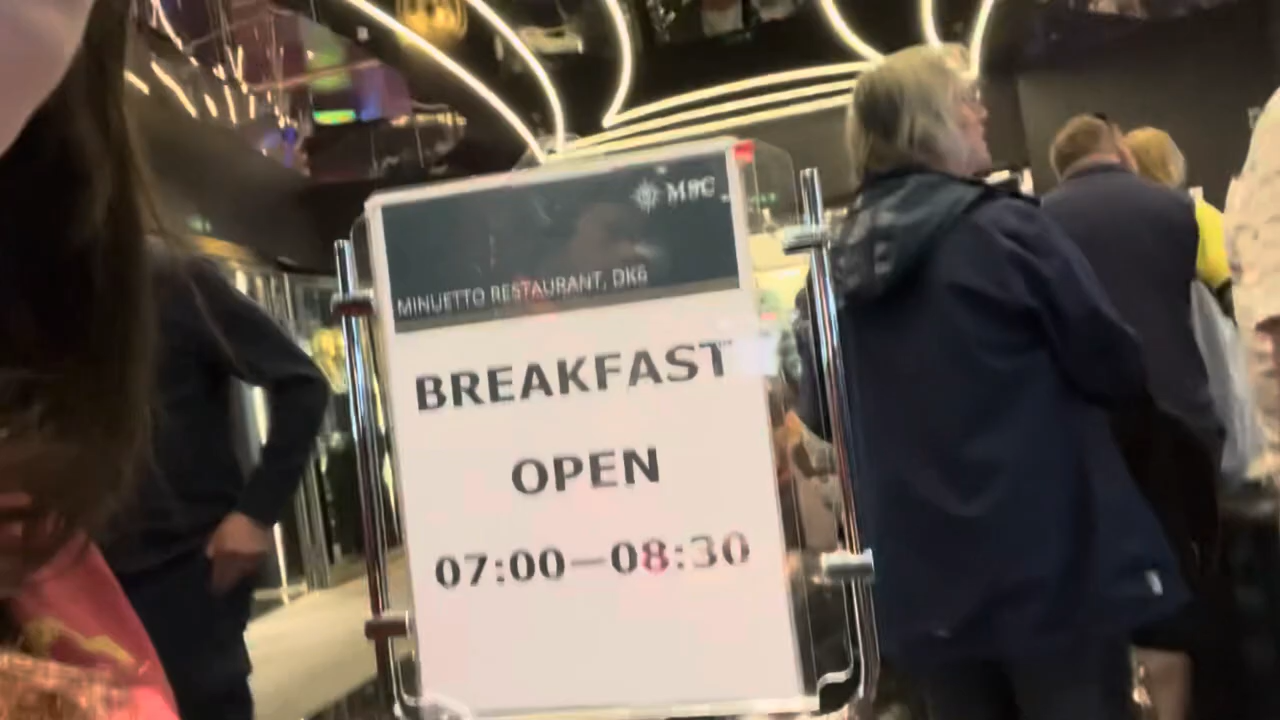 MSC
MINUETTO RESTAURANT, DK6
BREAKFAST
OPEN
07:00—08:30